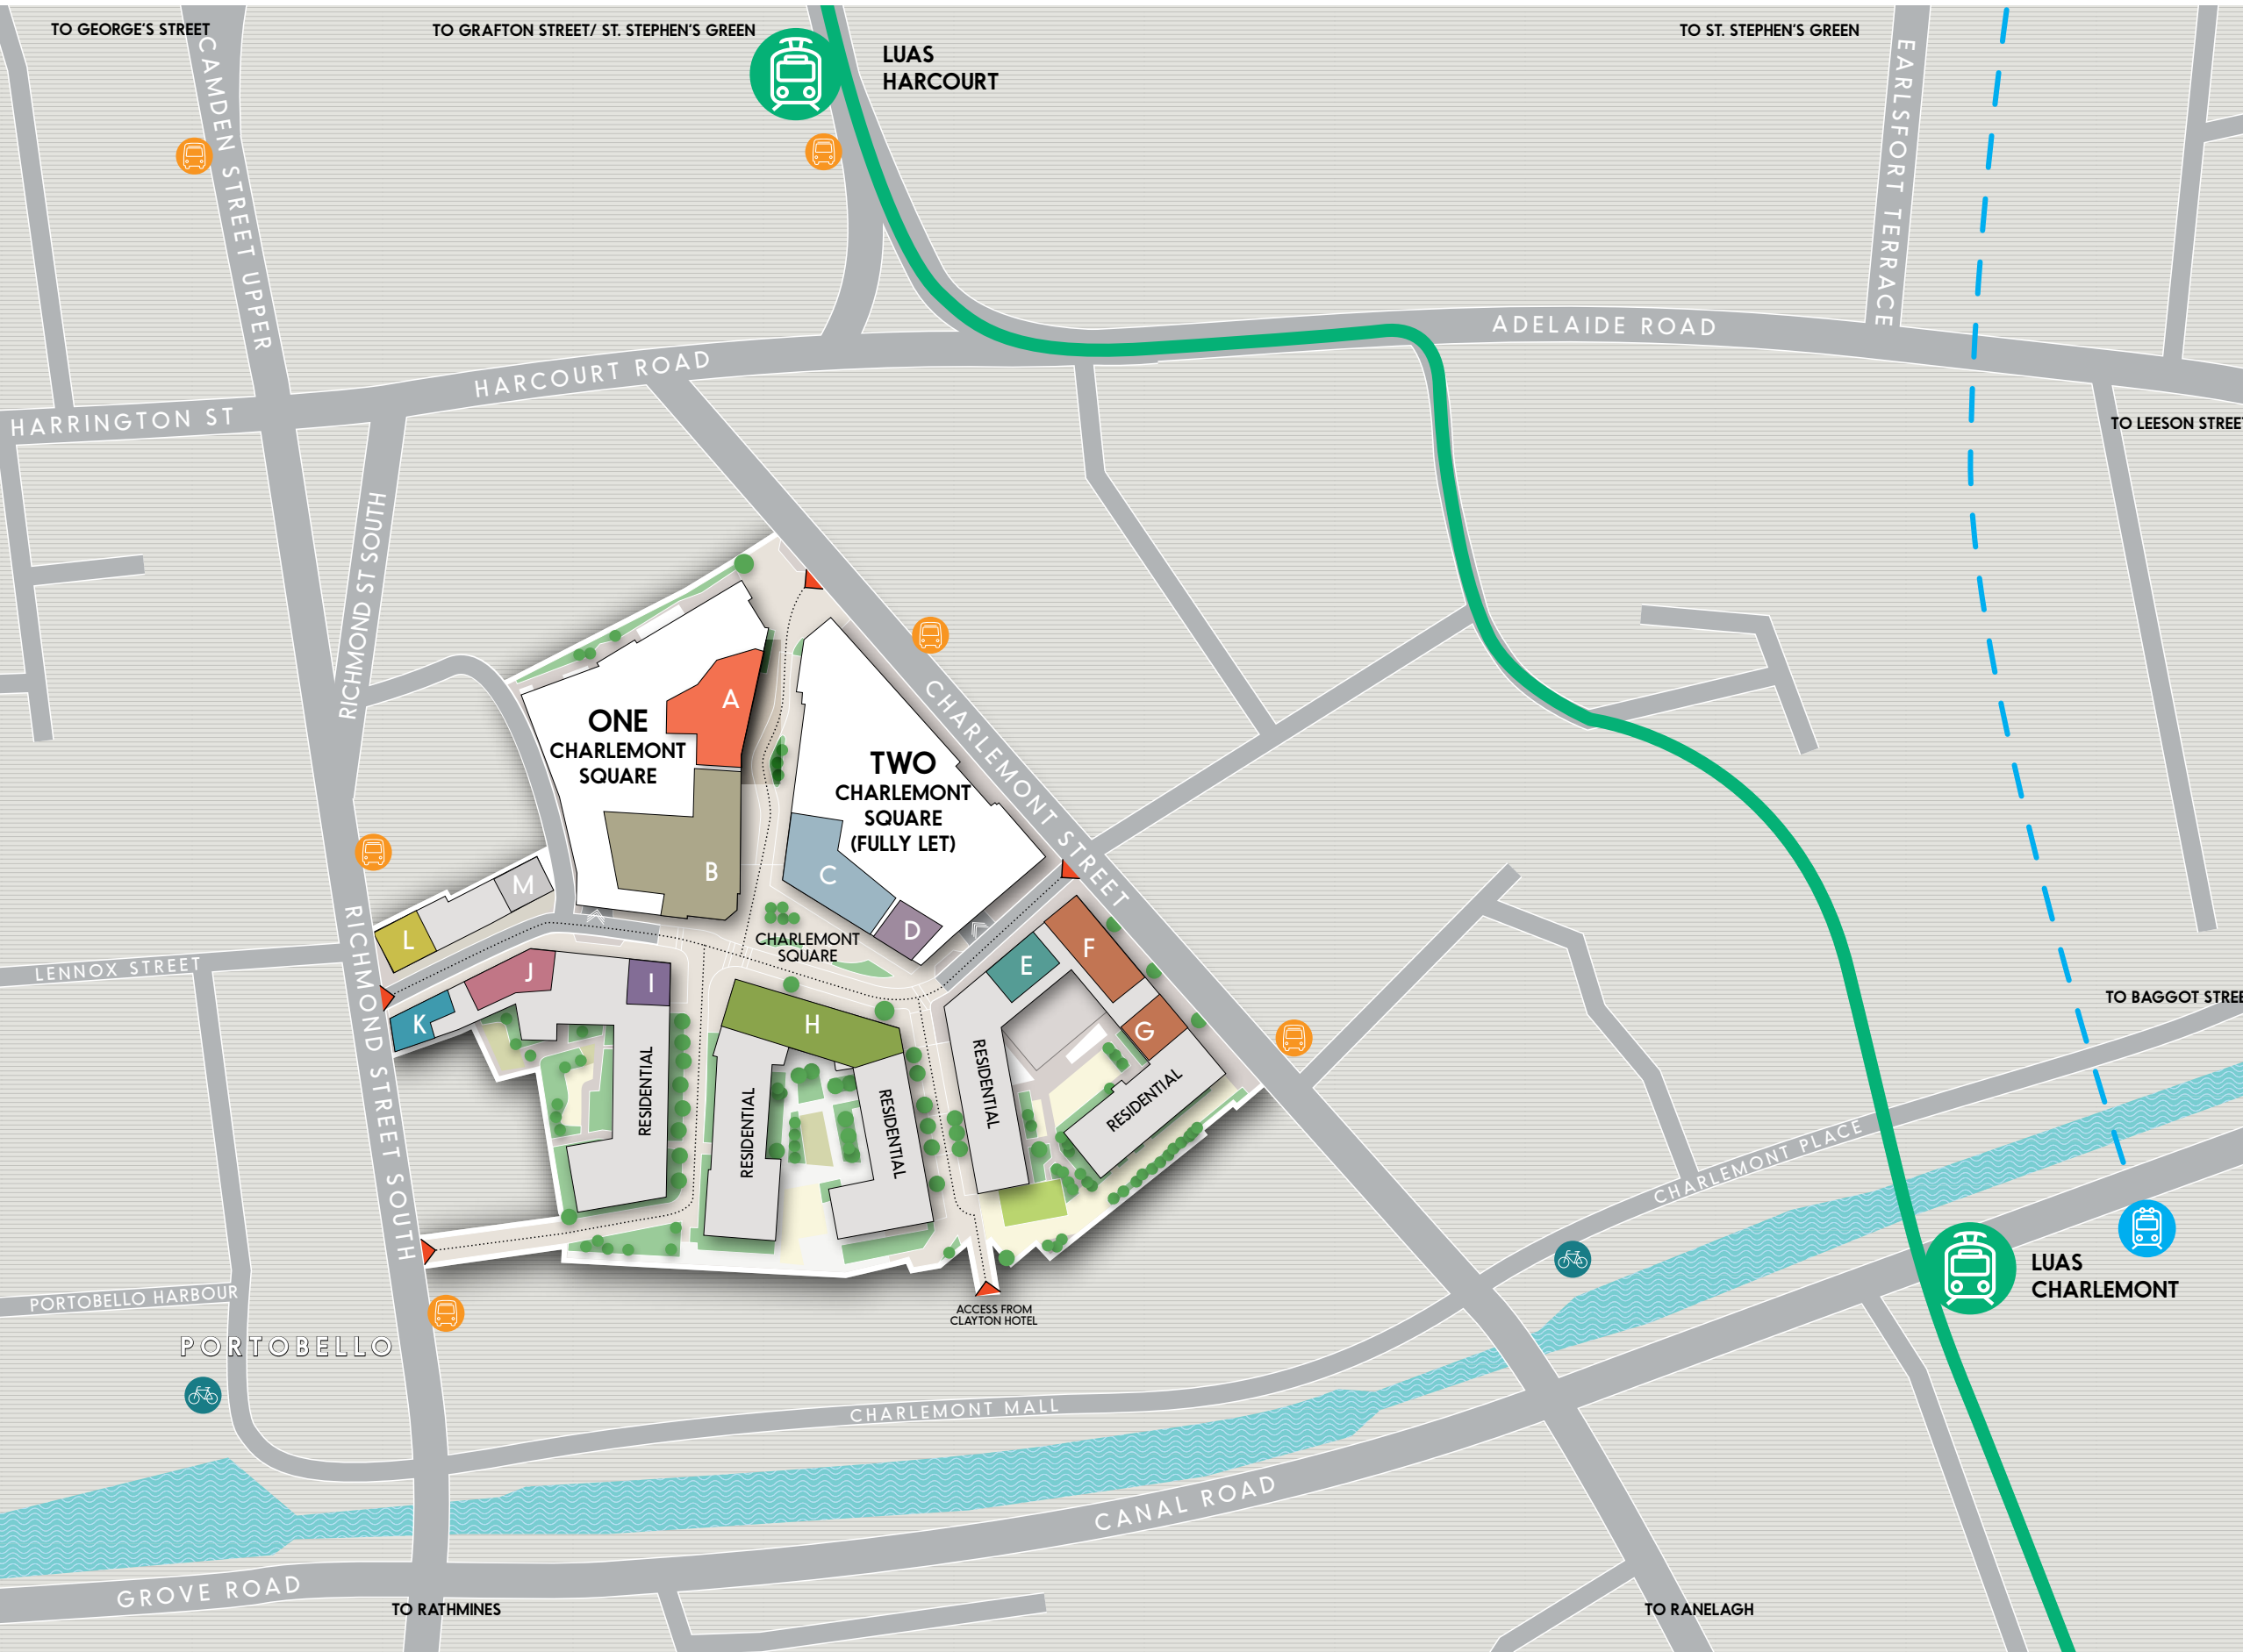 TO GEORGE'S STREET
TO GRAFTON STREET/ ST. STEPHEN'S GREEN
TO ST. STEPHEN'S GREEN
LUAS
HARCOURT
CAMDEN STREET UPPER
EARLSFORT TERRACE
ADELAIDE ROAD
HARCOURT ROAD
HARRINGTON ST
TO LEESON STREET
RICHMOND ST SOUTH
A
ONE
CHARLEMONT
SQUARE
TWO
CHARLEMONT
SQUARE
(FULLY LET)
CHARLEMONT STREET
B
C
M
D
L
CHARLEMONT
SQUARE
F
E
LENNOX STREET
J
I
K
H
G
TO BAGGOT STREE
RICHMOND STREET SOUTH
RESIDENTIAL
RESIDENTIAL
RESIDENTIAL
RESIDENTIAL
RESIDENTIAL
CHARLEMONT PLACE
LUAS
CHARLEMONT
PORTOBELLO HARBOUR
ACCESS FROM
CLAYTON HOTEL
PORTOBELLO
CHARLEMONT MALL
CANAL ROAD
GROVE ROAD
TO RATHMINES
TO RANELAGH